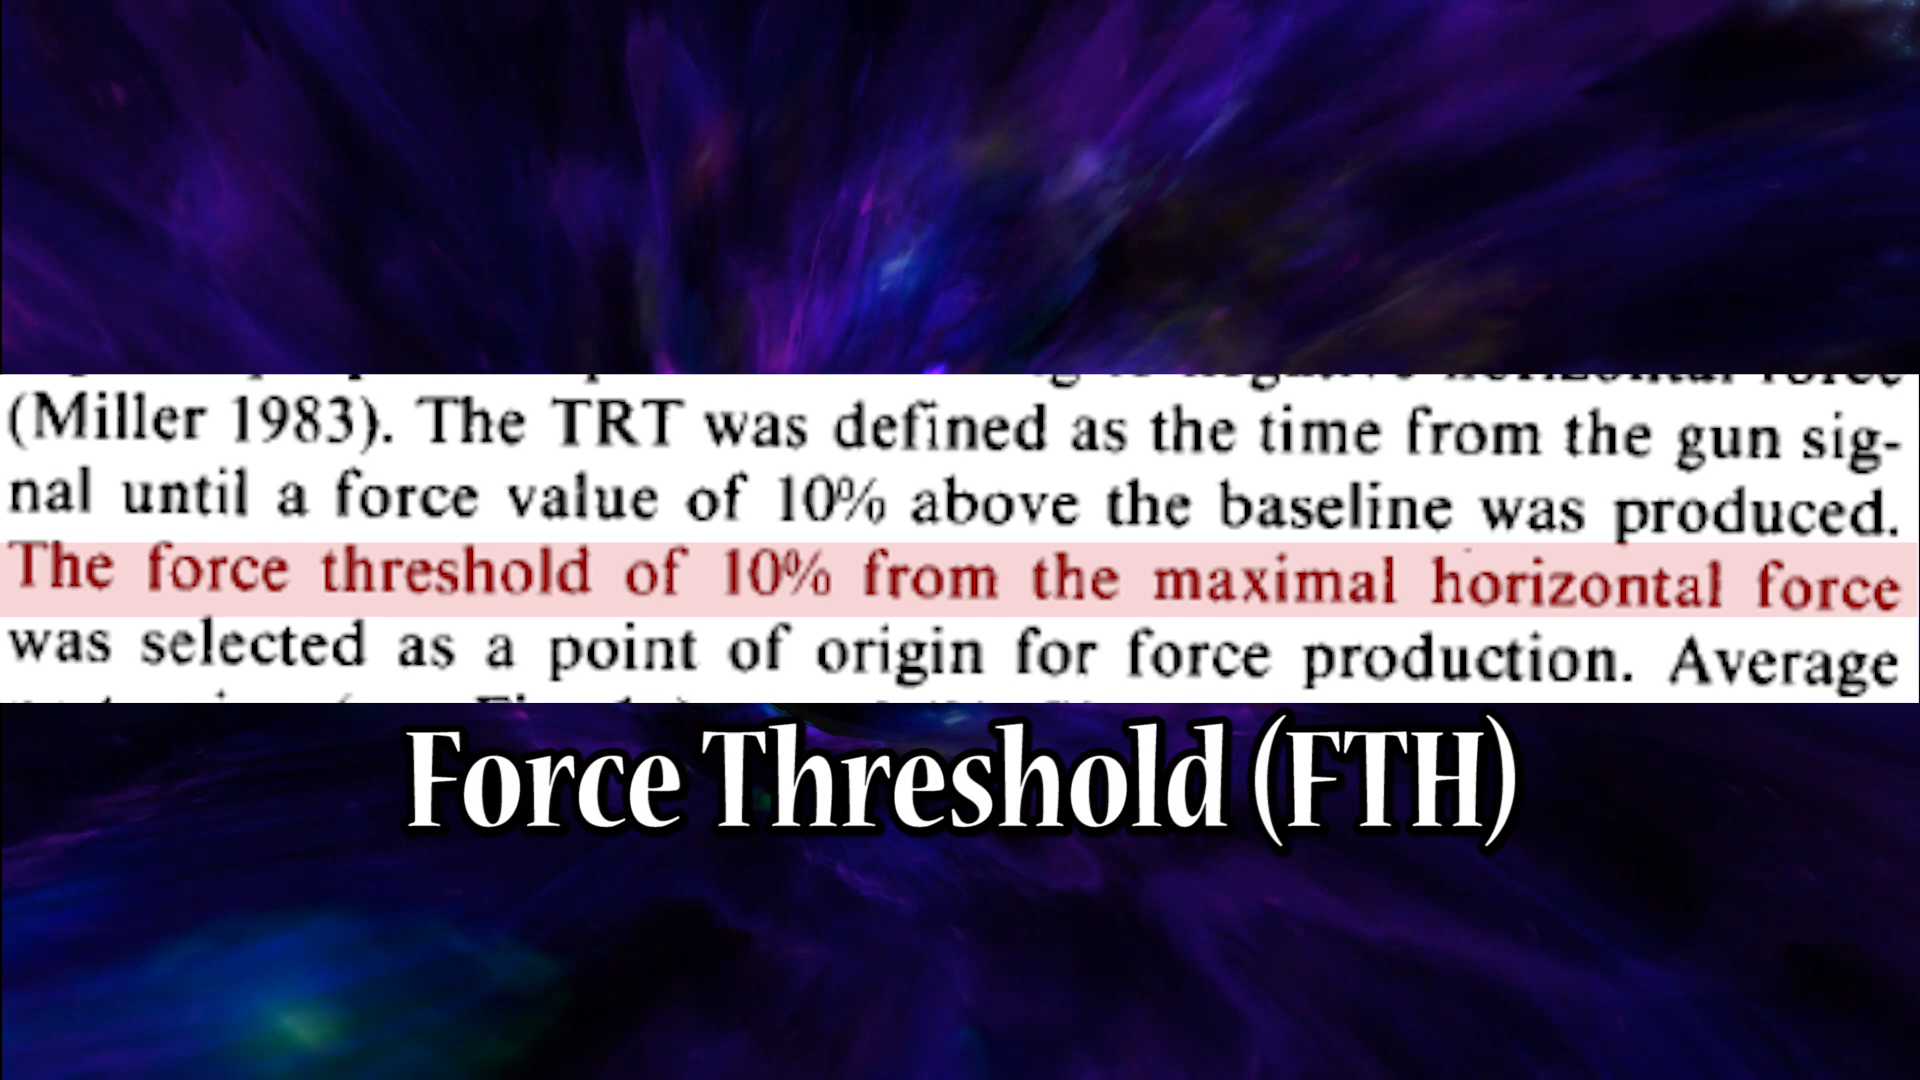 (Miller 1983). The TRT was defined as the time from the gun sig-
nal until a force value of 10% above the baseline was produced.
The force threshold of 10% from the maximal horizontal force
was selected as a point of origin for force production. Average
Force Threshold (FTH)